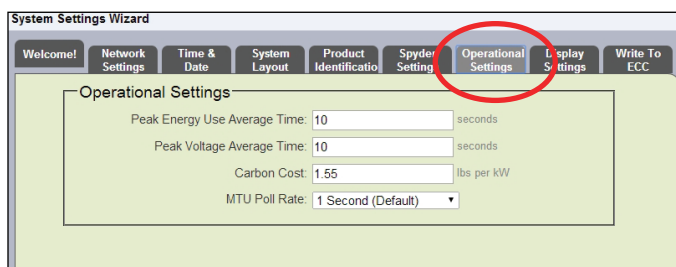 System Settings Wizard
Welcome! Network Settings Time & Date System Layout Product Identificatio Spyder Setting Operational Settings Display Settings Write To ECC
Operational Settings
Peak Energy Use Average Time: 10 seconds
Peak Voltage Average Time: 10 seconds
Carbon Cost: 1.55 lbs per kW
MTU Poll Rate: 1 Second (Default)